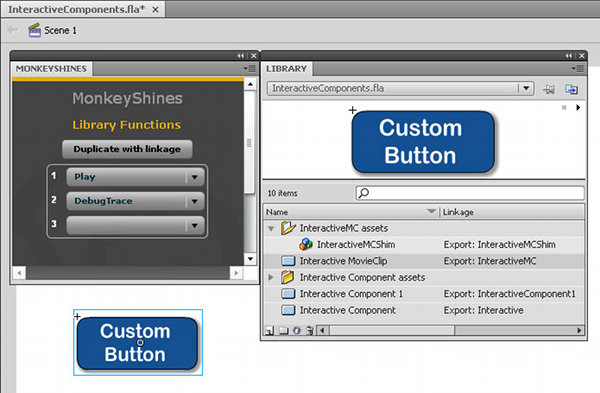 InteractiveComponents.fla*
Scene 1
MONKEYSHINES
MonkeyShines
Library Functions
Duplicate with linkage
1 Play
2 DebugTrace
3
LIBRARY
InteractiveComponents.fla
Custom
Button
10 items
Name Linkage
InteractiveMC assets
InteractiveMCShim Export: InteractiveMCShim
Interactive MovieClip Export: InteractiveMC
Interactive Component assets
Interactive Component 1 Export: InteractiveComponent1
Interactive Component Export: Interactive
Custom
Button